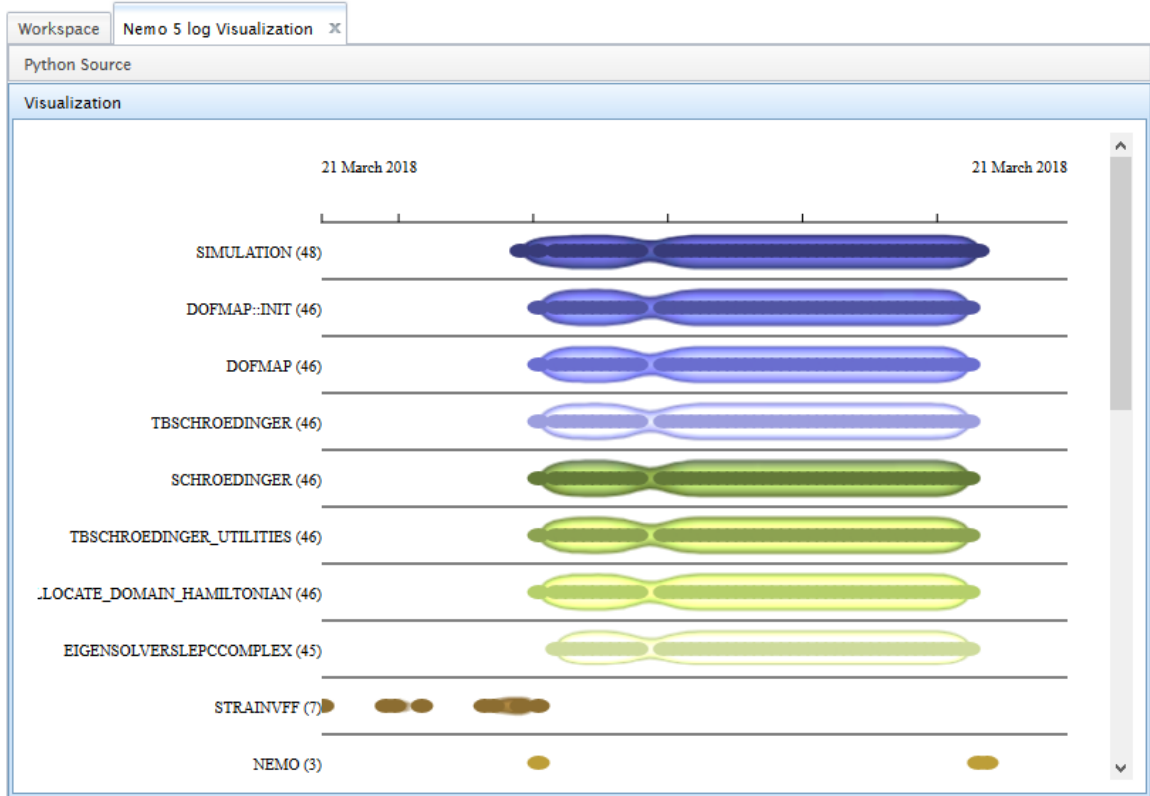 Workspace
Nemo 5 log Visualization X
Python Source
Visualization
21 March 2018 21 March 2018
SIMULATION (48)
DOFMAP::INIT (46)
DOFMAP (46)
TBSCHROEDINGER (46)
SCHROEDINGER (46)
TBSCHROEDINGER_UTILITIES (46)
LOCATE_DOMAIN_HAMILTONIAN (46)
EIGENSOLVERSLEPCCOMPLEX (45)
STRAINVFF (7)
NEMO (3)